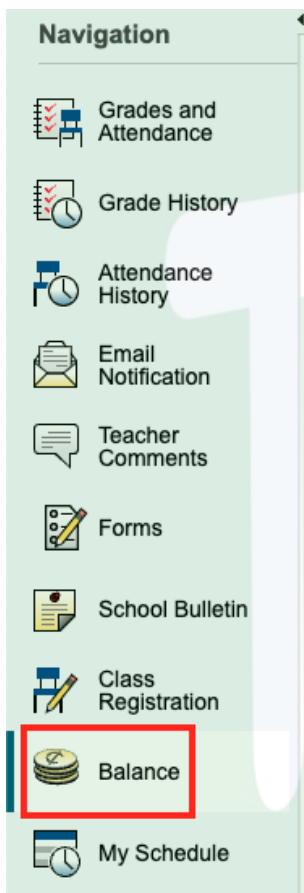 Navigation
Grades and
Attendance
Grade History
Attendance
History
Email
Notification
Teacher
Comments
Forms
School Bulletin
Class
Registration
Balance
My Schedule